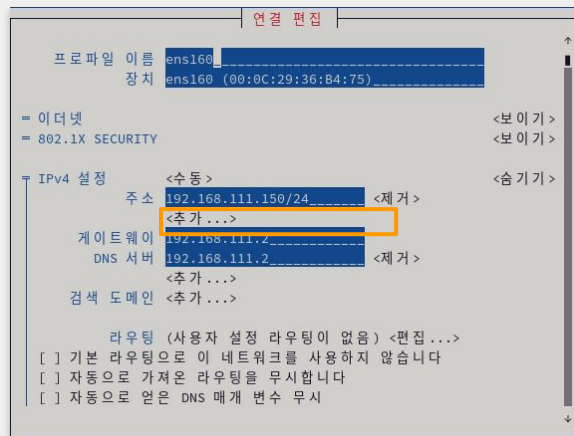 연결 편집
프로파일 이름 ens160_
장치 ens160 (00:0C:29:36:B4:75)
= 이더넷 <보이기>
= 802.1X SECURITY <보이기>
IPv4 설정 <수동> <숨기기>
주소 192.168.111.150/24 <제거>
<추가...>
게이트웨이 192.168.111.2
DNS 서버 192.168.111.2 <제거>
<추가...>
검색 도메인 <추가...>
라우팅 (사용자 설정 라우팅이 없음) <편집...>
[ ] 기본 라우팅으로 이 네트워크를 사용하지 않습니다
[ ] 자동으로 가져온 라우팅을 무시합니다
[ ] 자동으로 얻은 DNS 매개 변수 무시